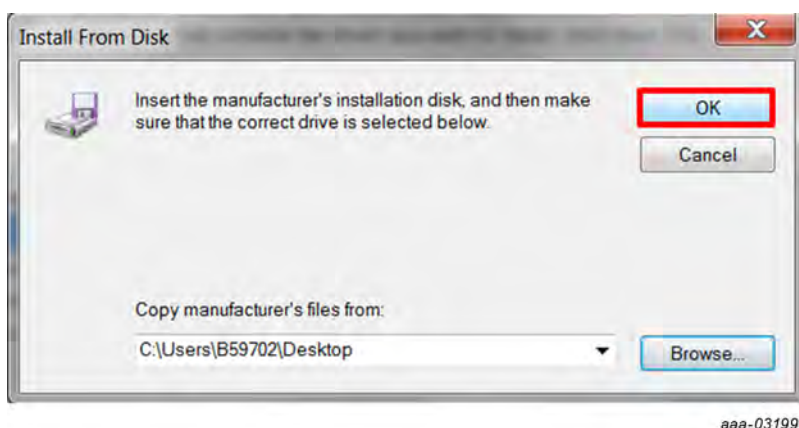 Install From Disk
Insert the manufacturer's installation disk, and then make
sure that the correct drive is selected below.
OK
Cancel
Copy manufacturer's files from:
C:\Users\B59702\Desktop
Browse...
aaa-03199